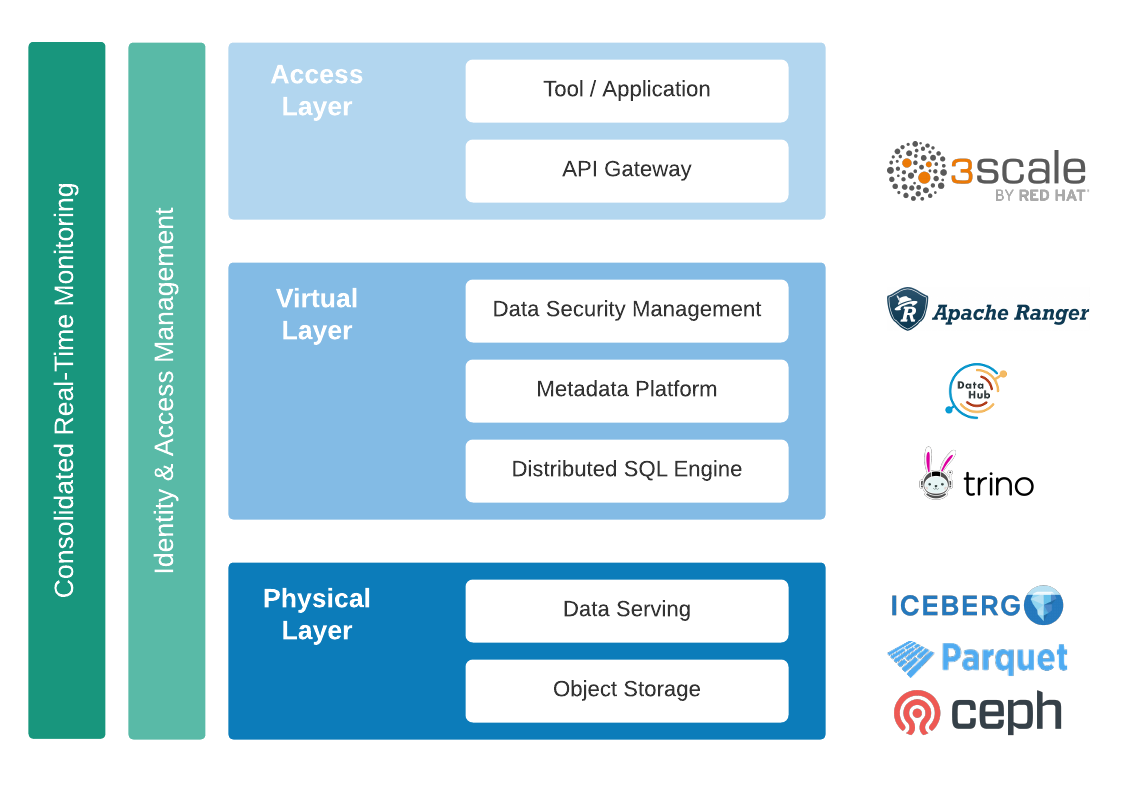 Consolidated Real-Time Monitoring
Identity & Access Management
Access
Layer
Tool / Application
API Gateway
3scale
BY RED HAT
Virtual
Layer
Data Security Management
Metadata Platform
Distributed SQL Engine
R
Apache Ranger
Data
Hub
trino
Physical
Layer
Data Serving
Object Storage
ICEBERG
Parquet
ceph